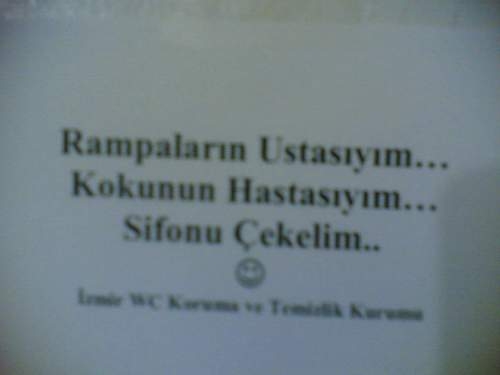 Rampaların Ustasıyım…
Kokunun Hastasıyım…
Sifonu Çekelim..
☺
İzmir WC Koruma ve Temizlik Kurumu